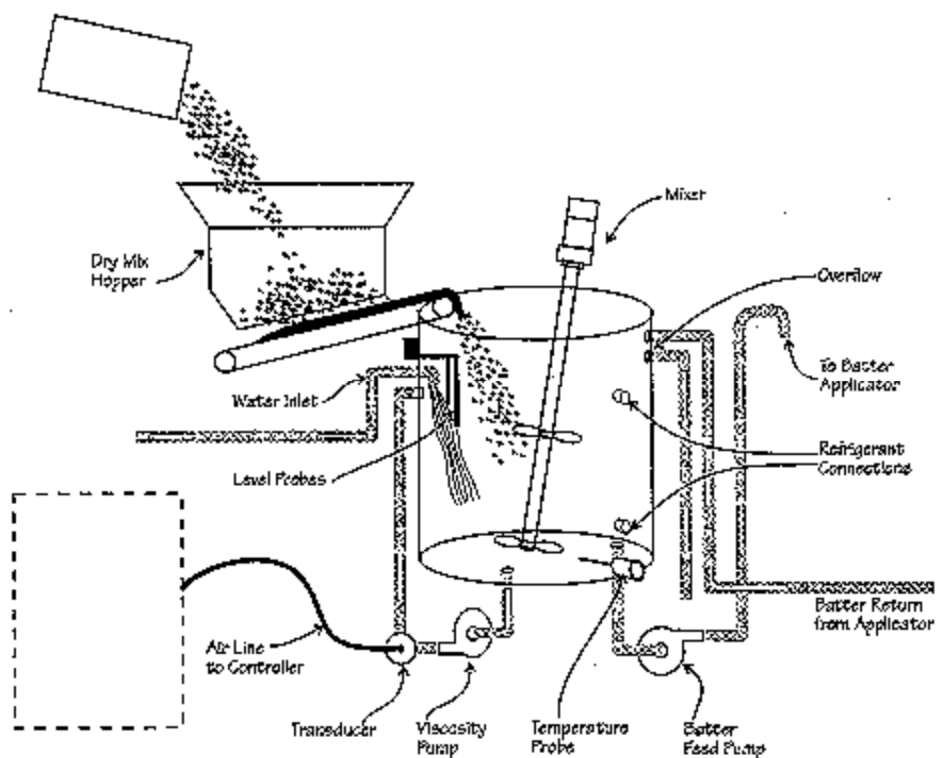 Mixer
Dry Mix
Hopper
Overflow
To Batter
Applicator
Water Inlet
Level Probes
Refrigerant
Connections
Batter Return
from Applicator
Air Line
to Controller
Transducer
Viscosity
Pump
Temperature
Probe
Batter
Feed Pump